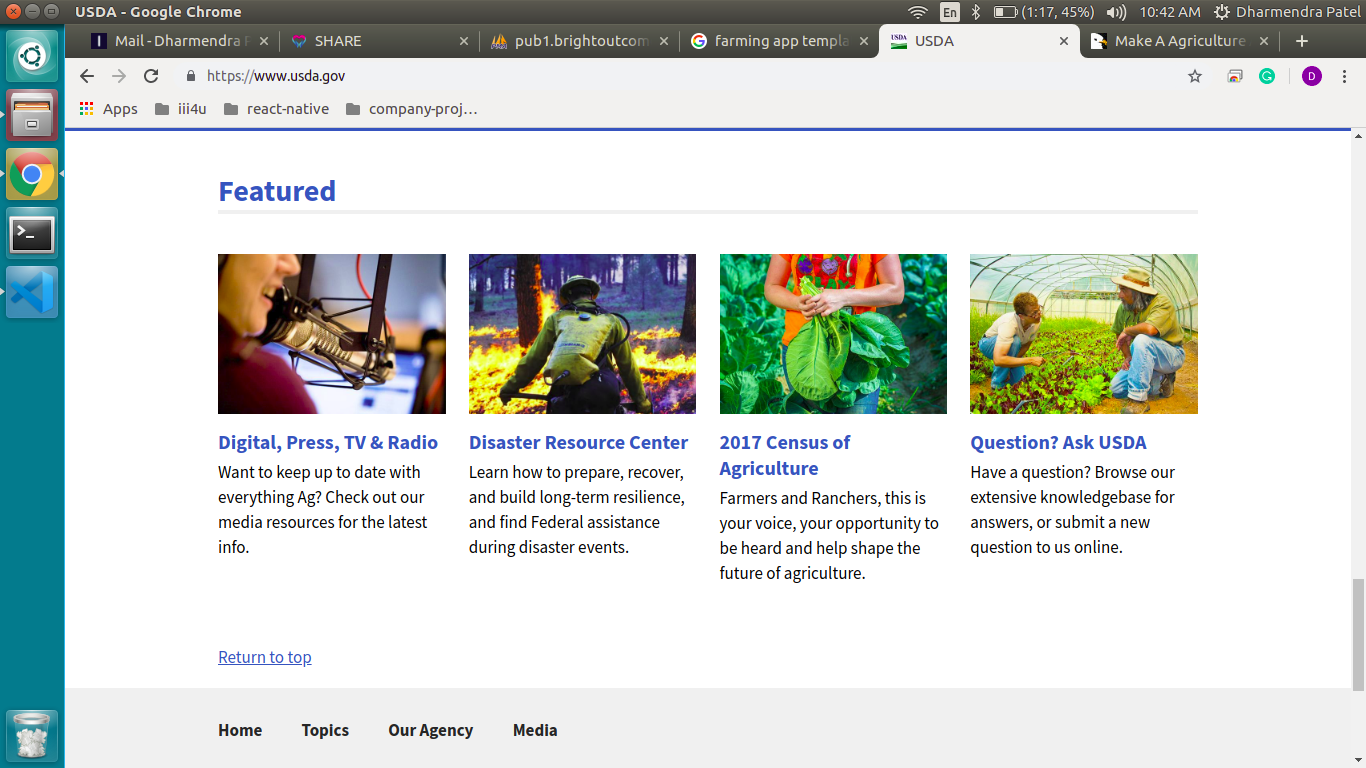 USDA - Google Chrome
En (1:17, 45%) 10:42 AM Dharmendra Patel
Mail - Dharmendra
SHARE
pub1.brightoutcom
farming app templa
USDA
Make A Agriculture
https://www.usda.gov
D
Apps iii4u react-native company-proj...
Featured
Digital, Press, TV & Radio
Want to keep up to date with
everything Ag? Check out our
media resources for the latest
info.
Disaster Resource Center
Learn how to prepare, recover,
and build long-term resilience,
and find Federal assistance
during disaster events.
2017 Census of
Agriculture
Farmers and Ranchers, this is
your voice, your opportunity to
be heard and help shape the
future of agriculture.
Question? Ask USDA
Have a question? Browse our
extensive knowledgebase for
answers, or submit a new
question to us online.
Return to top
Home Topics Our Agency Media